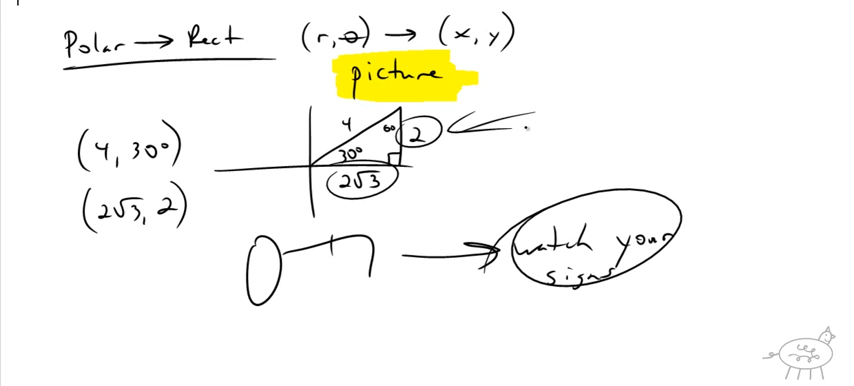 Polar → Rect (r, θ) → (x, y)
picture
(4, 30°)
4
60
2
30°
2√3
(2√3, 2)
watch your
signs